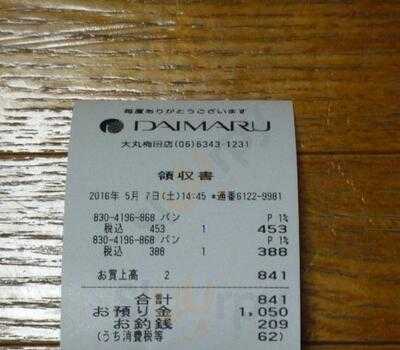 毎度ありがとうございます
DAIMARU
大丸梅田店(06)6343-1231
領収書
2016年 5月 7日(土)14:45 *通番6122-9981
830-4196-868 パン P 1%
税込 453 1 453
830-4196-868 パン P 1%
税込 388 1 388
お買上高 2 841
合計 841
お預り金 1,050
お釣銭 209
(うち消費税等 62)